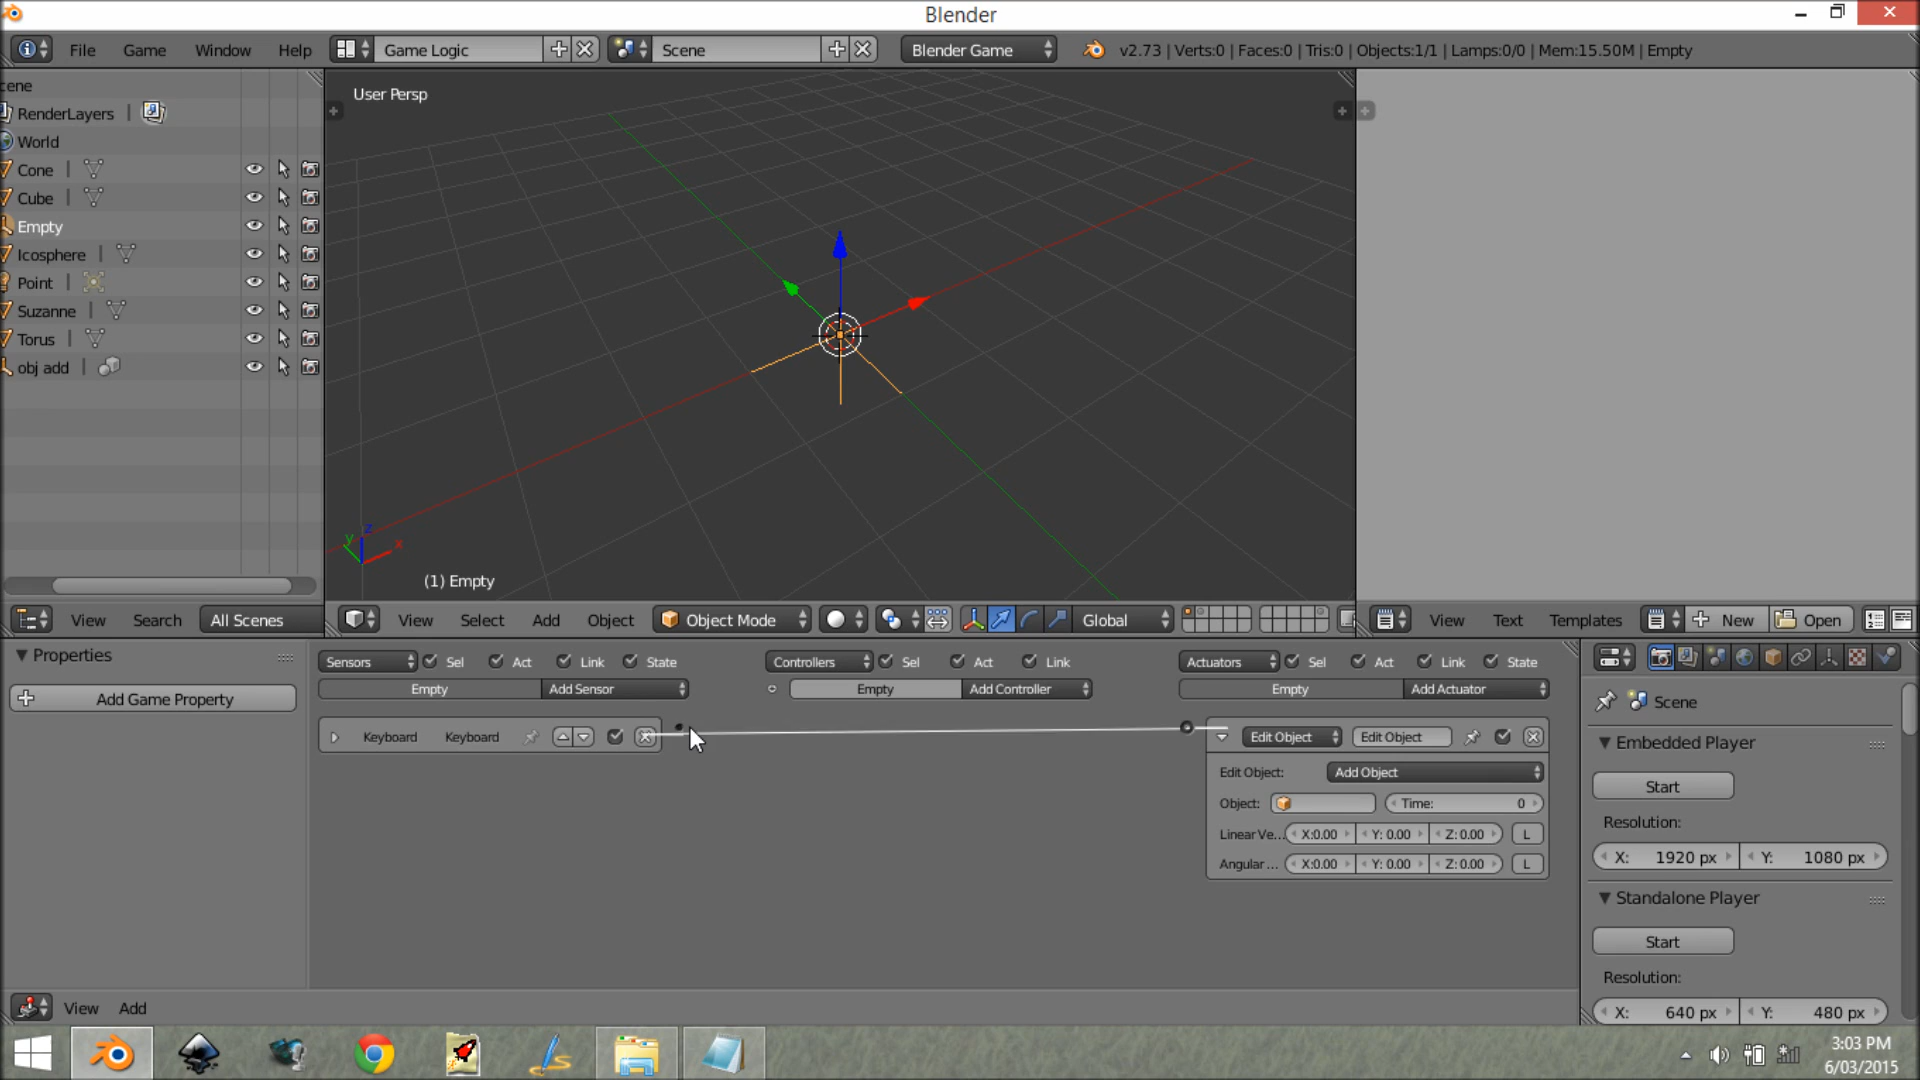 Blender
File Game Window Help Game Logic Scene Blender Game v2.73 | Verts:0 | Faces:0 | Tris:0 | Objects:1/1 | Lamps:0/0 | Mem:15.50M | Empty
cene
RenderLayers
World
Cone
Cube
Empty
Icosphere
Point
Suzanne
Torus
obj add
User Persp
z
y
x
(1) Empty
View Search All Scenes
View Select Add Object Object Mode Global
View Text Templates New Open
Properties
Add Game Property
Sensors Sel Act Link State
Empty Add Sensor
Keyboard Keyboard
Controllers Sel Act Link
Empty Add Controller
Actuators Sel Act Link State
Empty Add Actuator
Edit Object Edit Object
Edit Object: Add Object
Object: Time: 0
Linear Ve... X:0.00 Y: 0.00 Z: 0.00 L
Angular ... X:0.00 Y: 0.00 Z: 0.00 L
Scene
Embedded Player
Start
Resolution:
X: 1920 px Y: 1080 px
Standalone Player
Start
Resolution:
X: 640 px Y: 480 px
View Add
3:03 PM
6/03/2015